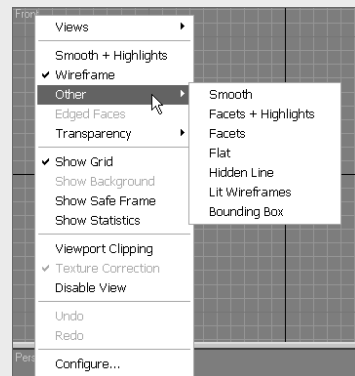 Front
Views
Smooth + Highlights
Wireframe
Other
Edged Faces
Transparency
Show Grid
Show Background
Show Safe Frame
Show Statistics
Viewport Clipping
Texture Correction
Disable View
Undo
Redo
Configure...
Smooth
Facets + Highlights
Facets
Flat
Hidden Line
Lit Wireframes
Bounding Box
Pers